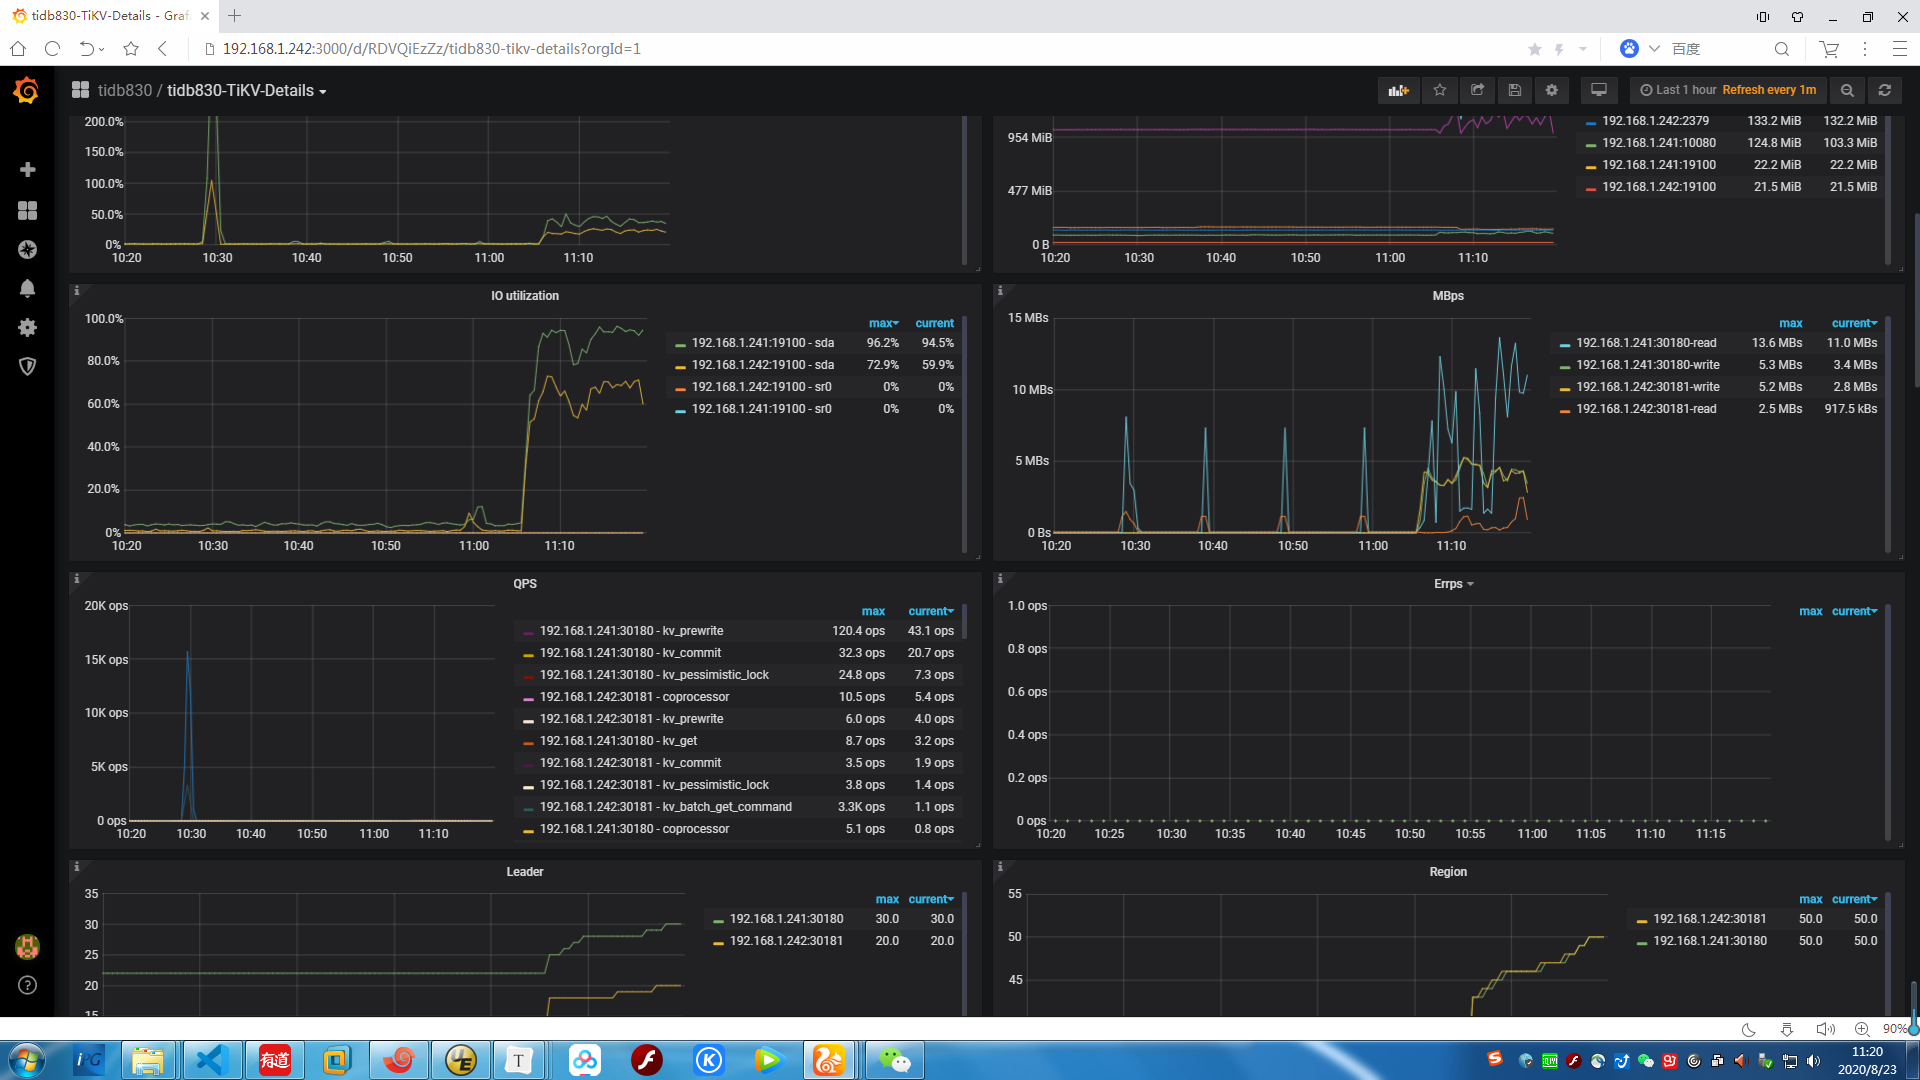 tidb830-TiKV-Details - Graf
192.168.1.242:3000/d/RDVQiEzZz/tidb830-tikv-details?orgId=1
百度
tidb830 / tidb830-TiKV-Details
Last 1 hour Refresh every 1m
200.0%
150.0%
100.0%
50.0%
0%
10:20 10:30 10:40 10:50 11:00 11:10
954 MiB
477 MiB
0 B
10:20 10:30 10:40 10:50 11:00 11:10
192.168.1.242:2379 133.2 MiB 132.2 MiB
192.168.1.241:10080 124.8 MiB 103.3 MiB
192.168.1.241:19100 22.2 MiB 22.2 MiB
192.168.1.242:19100 21.5 MiB 21.5 MiB
IO utilization
100.0%
80.0%
60.0%
40.0%
20.0%
0%
10:20 10:30 10:40 10:50 11:00 11:10
max current
192.168.1.241:19100 - sda 96.2% 94.5%
192.168.1.242:19100 - sda 72.9% 59.9%
192.168.1.242:19100 - sr0 0% 0%
192.168.1.241:19100 - sr0 0% 0%
MBps
15 MBs
10 MBs
5 MBs
0 Bs
10:20 10:30 10:40 10:50 11:00 11:10
max current
192.168.1.241:30180-read 13.6 MBs 11.0 MBs
192.168.1.241:30180-write 5.3 MBs 3.4 MBs
192.168.1.242:30181-write 5.2 MBs 2.8 MBs
192.168.1.242:30181-read 2.5 MBs 917.5 kBs
QPS
20K ops
15K ops
10K ops
5K ops
0 ops
10:20 10:30 10:40 10:50 11:00 11:10
max current
192.168.1.241:30180 - kv_prewrite 120.4 ops 43.1 ops
192.168.1.241:30180 - kv_commit 32.3 ops 20.7 ops
192.168.1.241:30180 - kv_pessimistic_lock 24.8 ops 7.3 ops
192.168.1.242:30181 - coprocessor 10.5 ops 5.4 ops
192.168.1.242:30181 - kv_prewrite 6.0 ops 4.0 ops
192.168.1.241:30180 - kv_get 8.7 ops 3.2 ops
192.168.1.242:30181 - kv_commit 3.5 ops 1.9 ops
192.168.1.242:30181 - kv_pessimistic_lock 3.8 ops 1.4 ops
192.168.1.242:30181 - kv_batch_get_command 3.3K ops 1.1 ops
192.168.1.241:30180 - coprocessor 5.1 ops 0.8 ops
Errps
1.0 ops
0.8 ops
0.6 ops
0.4 ops
0.2 ops
0 ops
10:20 10:25 10:30 10:35 10:40 10:45 10:50 10:55 11:00 11:05 11:10 11:15
max current
Leader
35
30
25
20
15
max current
192.168.1.241:30180 30.0 30.0
192.168.1.242:30181 20.0 20.0
Region
55
50
45
max current
192.168.1.242:30181 50.0 50.0
192.168.1.241:30180 50.0 50.0
90%
有道
11:20
2020/8/23